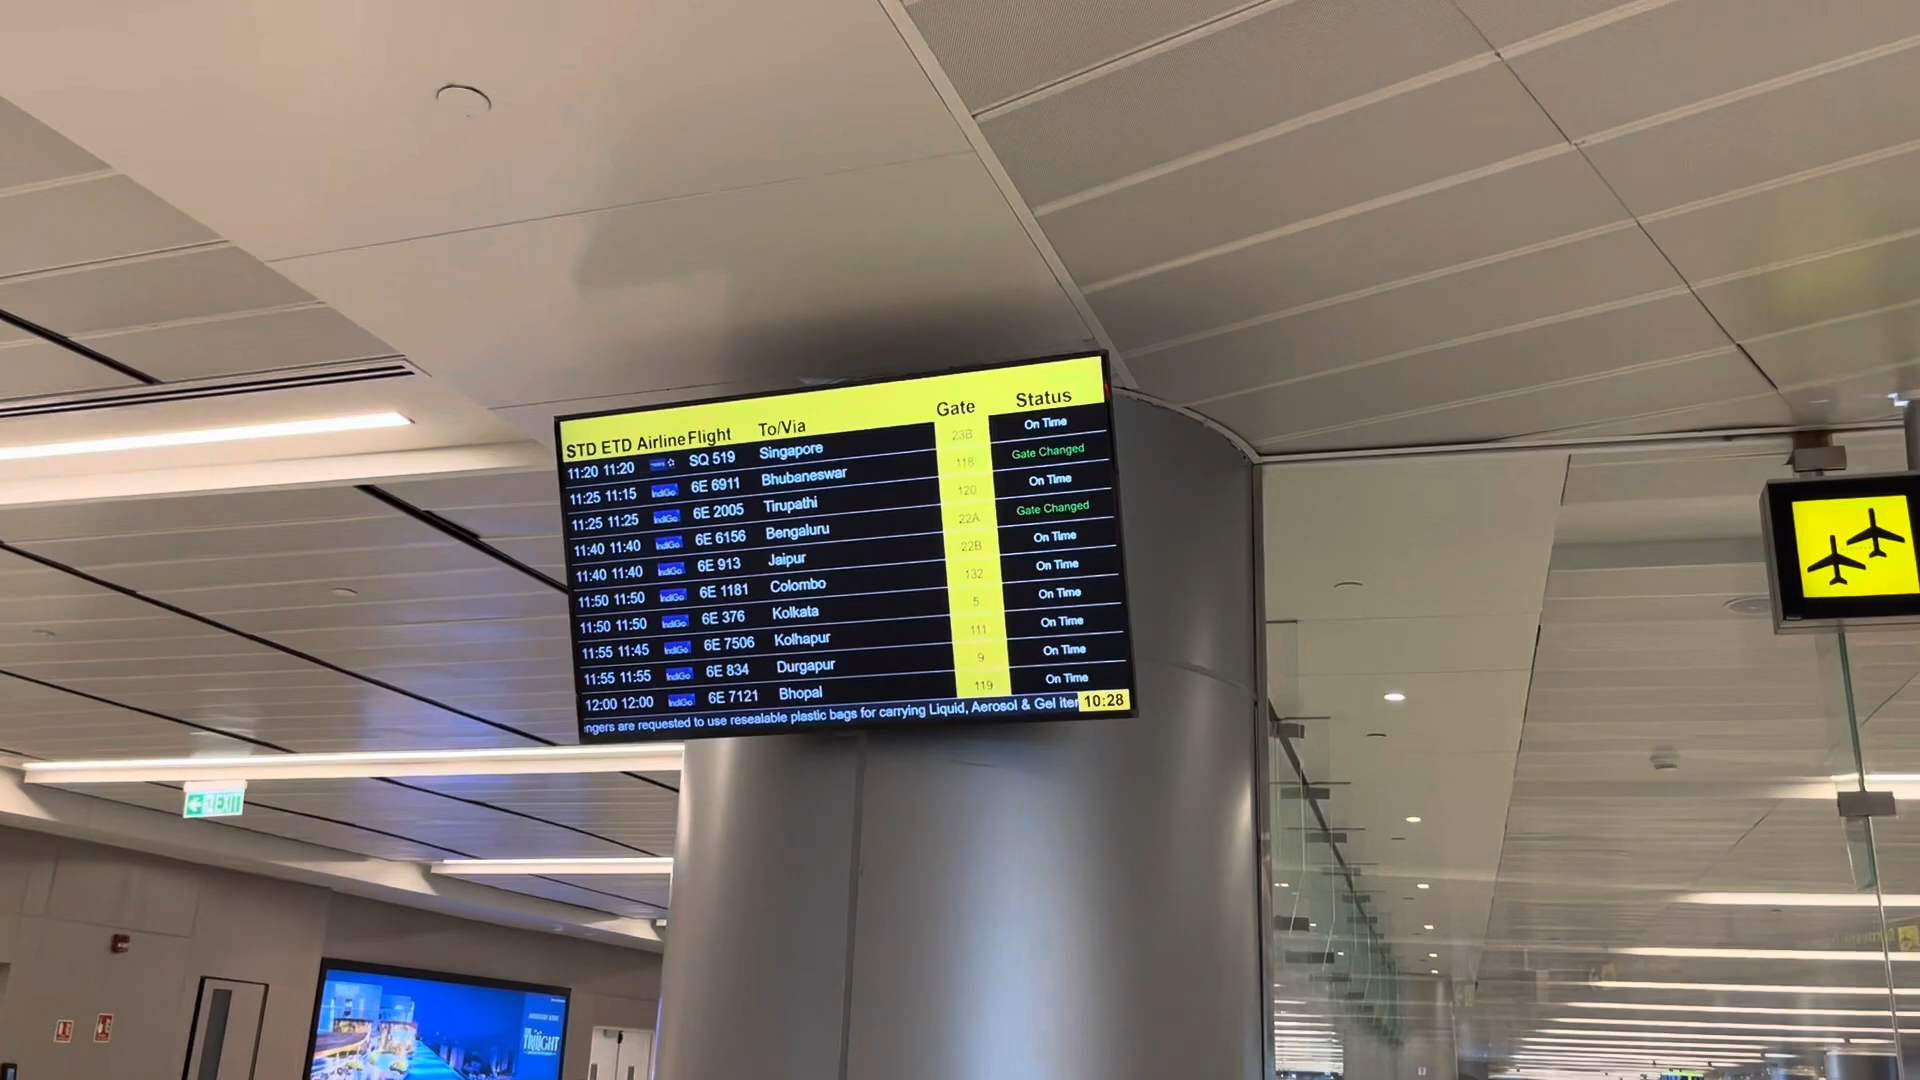 STD ETD Airline Flight To/Via Gate Status
11:20 11:20 SQ 519 Singapore 23B On Time
11:25 11:15 IndiGo 6E 6911 Bhubaneswar 118 Gate Changed
11:25 11:25 IndiGo 6E 2005 Tirupathi 120 On Time
11:40 11:40 IndiGo 6E 6156 Bengaluru 22A Gate Changed
11:40 11:40 IndiGo 6E 913 Jaipur 22B On Time
11:50 11:50 IndiGo 6E 1181 Colombo 132 On Time
11:50 11:50 IndiGo 6E 376 Kolkata 5 On Time
11:55 11:45 IndiGo 6E 7506 Kolhapur 111 On Time
11:55 11:55 IndiGo 6E 834 Durgapur 9 On Time
12:00 12:00 IndiGo 6E 7121 Bhopal 119 On Time
ngers are requested to use resealable plastic bags for carrying Liquid, Aerosol & Gel iter 10:28
EXIT